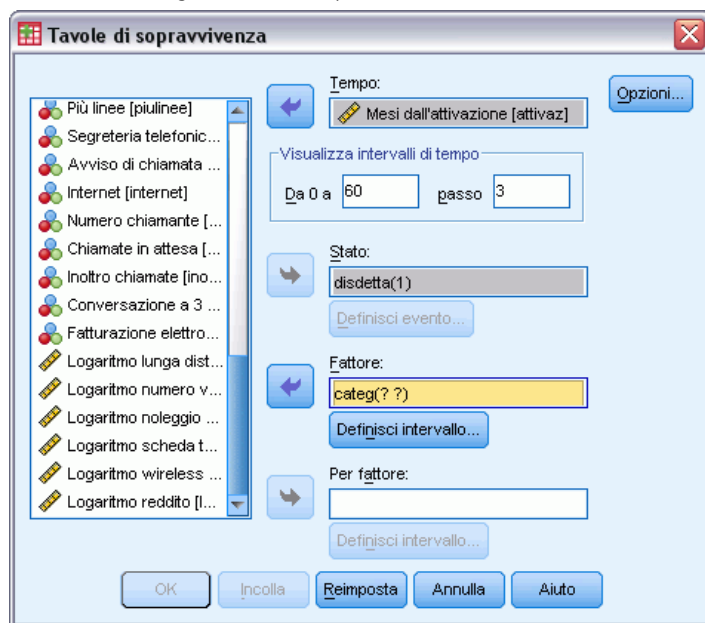 Tavole di sopravvivenza
Più linee [piulinee]
Segreteria telefonic...
Avviso di chiamata ...
Internet [internet]
Numero chiamante [...
Chiamate in attesa [...
Inoltro chiamate [ino...
Conversazione a 3 ...
Fatturazione elettro...
Logaritmo lunga dist...
Logaritmo numero v...
Logaritmo noleggio ...
Logaritmo scheda t...
Logaritmo wireless ...
Logaritmo reddito [l...
Tempo:
Mesi dall'attivazione [attivaz]
Opzioni...
Visualizza intervalli di tempo
Da 0 a 60 passo 3
Stato:
disdetta(1)
Definisci evento...
Fattore:
categ(? ?)
Definisci intervallo...
Per fattore:
Definisci intervallo...
OK Incolla Reimposta Annulla Aiuto